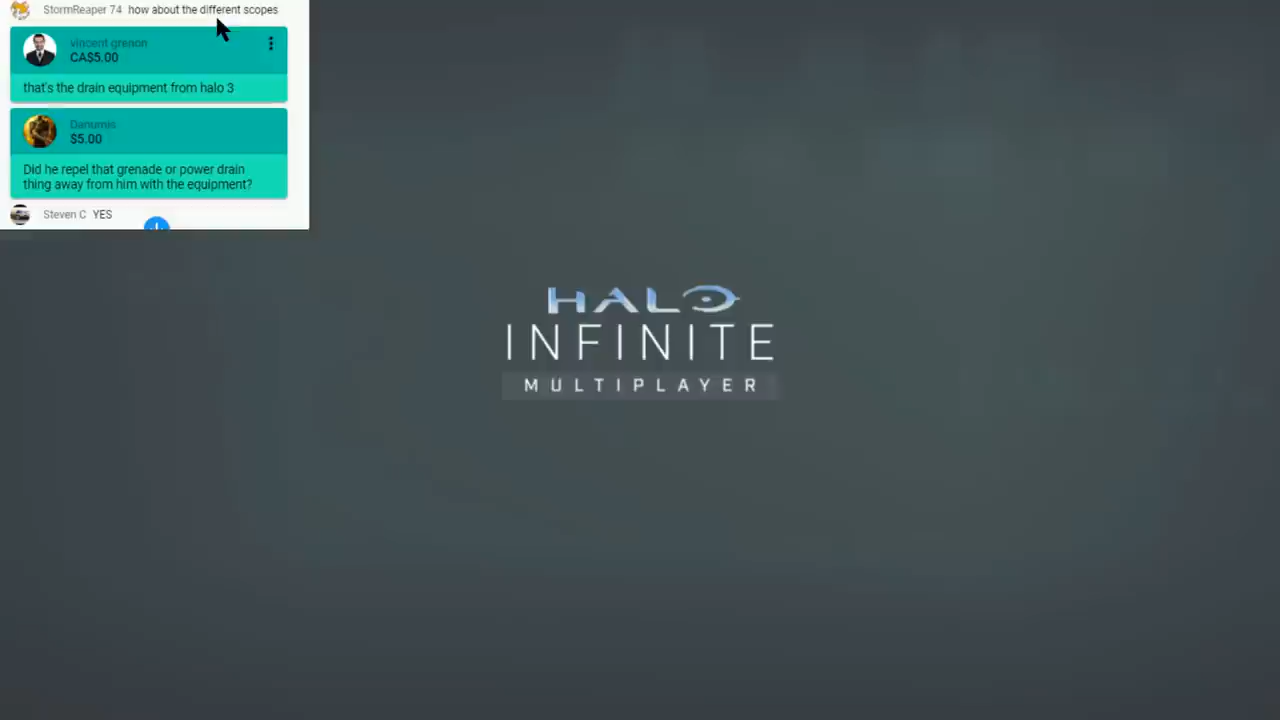 StormReaper 74 how about the different scopes
vincent grenon
CA$5.00
that's the drain equipment from halo 3
Danumis
$5.00
Did he repel that grenade or power drain
thing away from him with the equipment?
Steven C YES
HALO
INFINITE
MULTIPLAYER